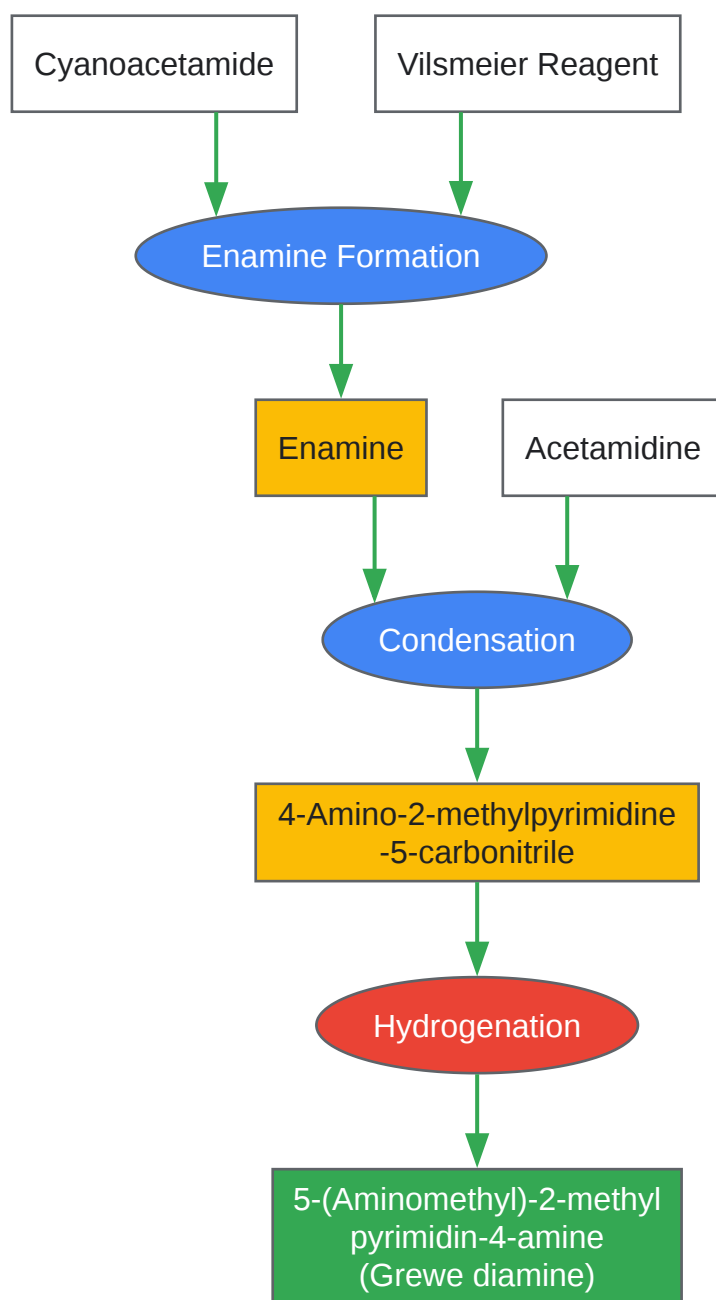 Cyanoacetamide
Vilsmeier Reagent
Enamine Formation
Enamine
Acetamidine
Condensation
4-Amino-2-methylpyrimidine
-5-carbonitrile
Hydrogenation
5-(Aminomethyl)-2-methyl
pyrimidin-4-amine
(Grewe diamine)